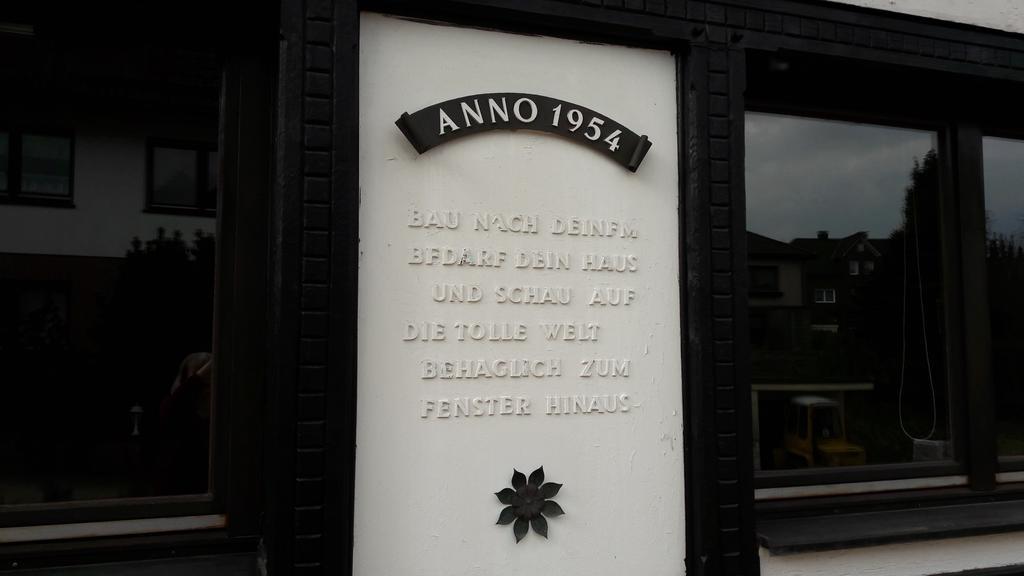 ANNO 1954
BAU NACH DEINEM
BEDARF DEIN HAUS
UND SCHAU AUF
DIE TOLLE WELT
BEHAGLICH ZUM
FENSTER HINAUS